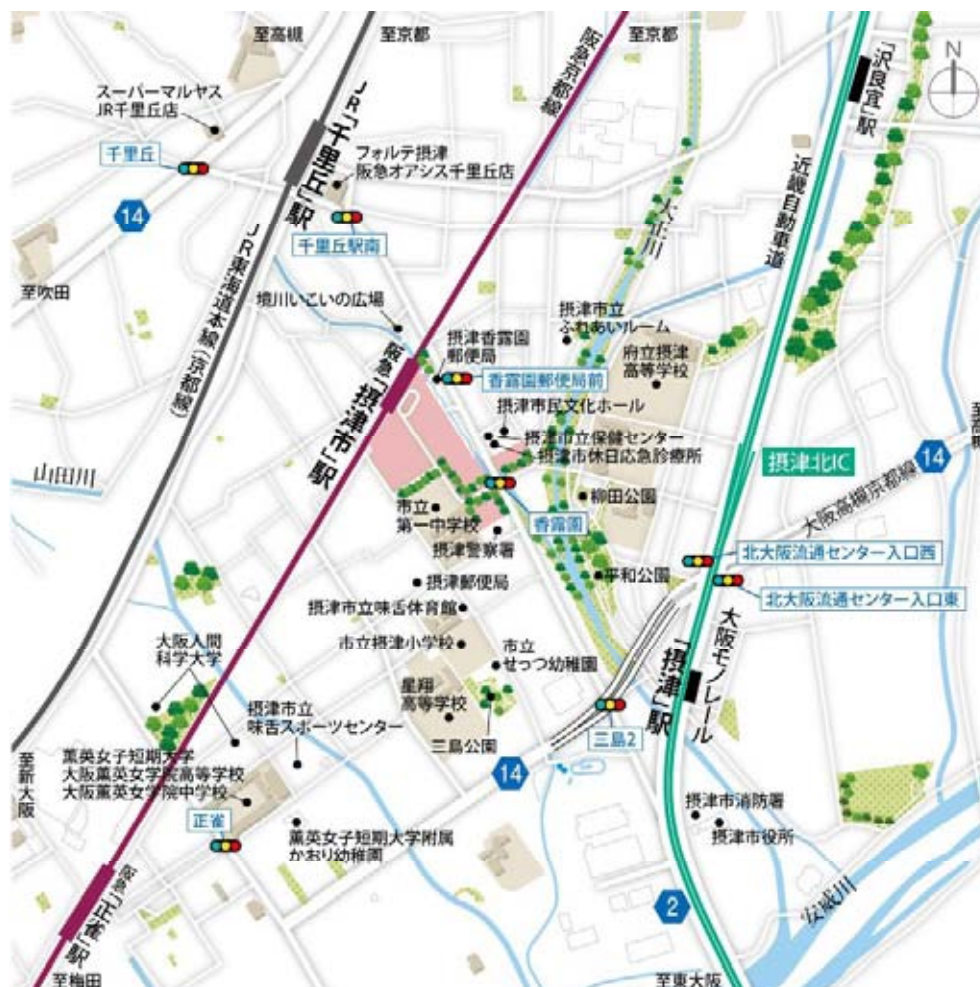 至高槻
至京都
阪急京都線
至京都
「沢良宜」駅
N
スーパーマルヤス
JR千里丘店
千里丘
JR「千里丘」駅
フォルテ摂津
阪急オアシス千里丘店
14
千里丘駅南
大正川
近畿自動車道
至吹田
JR東海道本線(京都線)
境川いこいの広場
摂津市立
ふれあいルーム
摂津香露園
郵便局
府立摂津
高等学校
香露園郵便局前
阪急「摂津市」駅
摂津市民文化ホール
摂津市立保健センター
摂津市休日応急診療所
摂津北IC
14
大阪高槻京都線
山田川
市立
第一中学校
柳田公園
香露園
摂津警察署
北大阪流通センター入口西
摂津郵便局
平和公園
北大阪流通センター入口東
摂津市立味舌体育館
大阪人間
科学大学
市立摂津小学校
市立
せっつ幼稚園
「摂津」駅
大阪モノレール
星翔
高等学校
摂津市立
味舌スポーツセンター
三島公園
三島2
至新大阪
薫英女子短期大学
大阪薫英女学院高等学校
大阪薫英女学院中学校
14
正雀
摂津市消防署
摂津市役所
薫英女子短期大学附属
かおり幼稚園
阪急「正雀」駅
2
安威川
至梅田
至東大阪